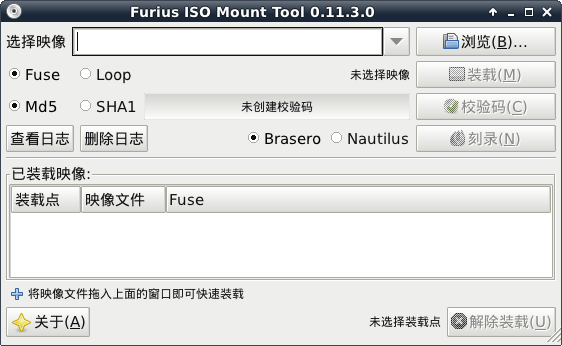 Furius ISO Mount Tool 0.11.3.0
选择映像 浏览(B)...
Fuse Loop 未选择映像 装载(M)
Md5 SHA1 未创建校验码 校验码(C)
查看日志 删除日志 Brasero Nautilus 刻录(N)
已装载映像:
装载点 映像文件 Fuse
将映像文件拖入上面的窗口即可快速装载
关于(A) 未选择装载点 解除装载(U)